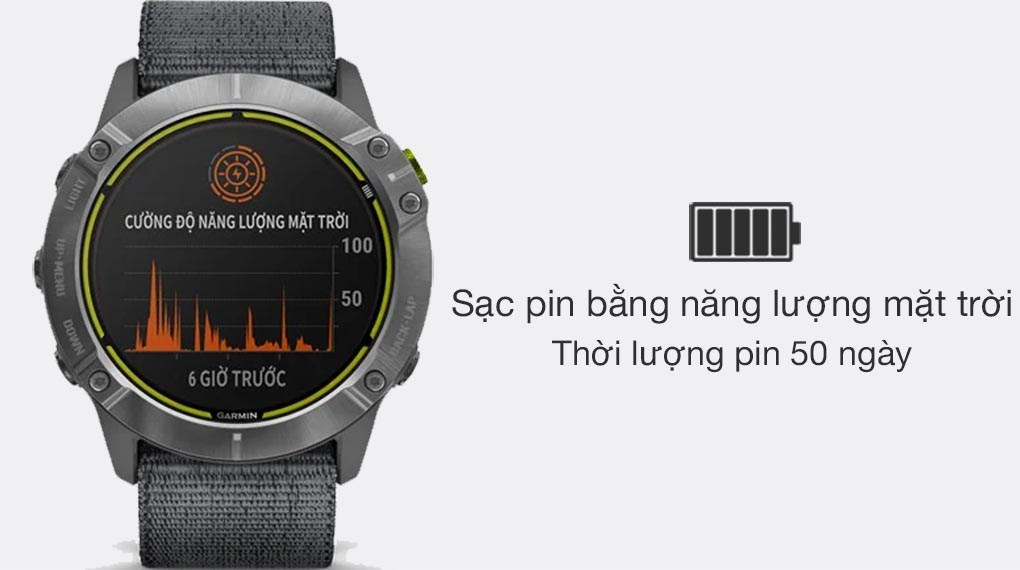 LIGHT
UP·MENU
DOWN
BACK·LAP
CƯỜNG ĐỘ NĂNG LƯỢNG MẶT TRỜI
100
50
6 GIỜ TRƯỚC
GARMIN
Sạc pin bằng năng lượng mặt trời
Thời lượng pin 50 ngày